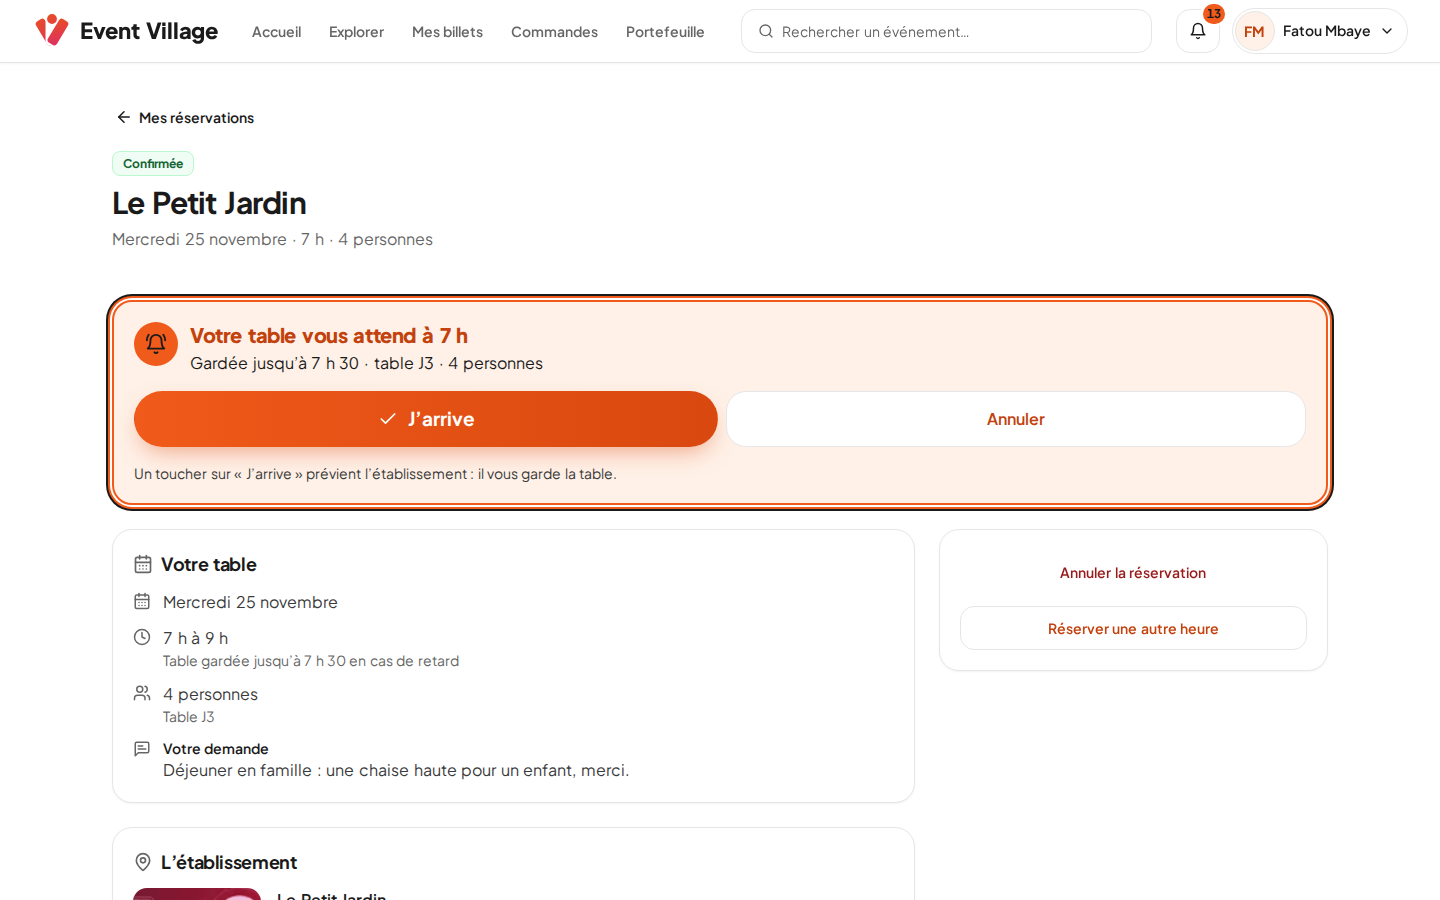 Event Village
Accueil
Explorer
Mes billets
Commandes
Portefeuille
Rechercher un événement...
13
FM
Fatou Mbaye
Mes réservations
Confirmée
Le Petit Jardin
Mercredi 25 novembre · 7 h · 4 personnes
Votre table vous attend à 7 h
Gardée jusqu’à 7 h 30 · table J3 · 4 personnes
J’arrive
Annuler
Un toucher sur « J’arrive » prévient l’établissement : il vous garde la table.
Votre table
Mercredi 25 novembre
7 h à 9 h
Table gardée jusqu’à 7 h 30 en cas de retard
4 personnes
Table J3
Votre demande
Déjeuner en famille : une chaise haute pour un enfant, merci.
Annuler la réservation
Réserver une autre heure
L’établissement
Le Petit Jardin